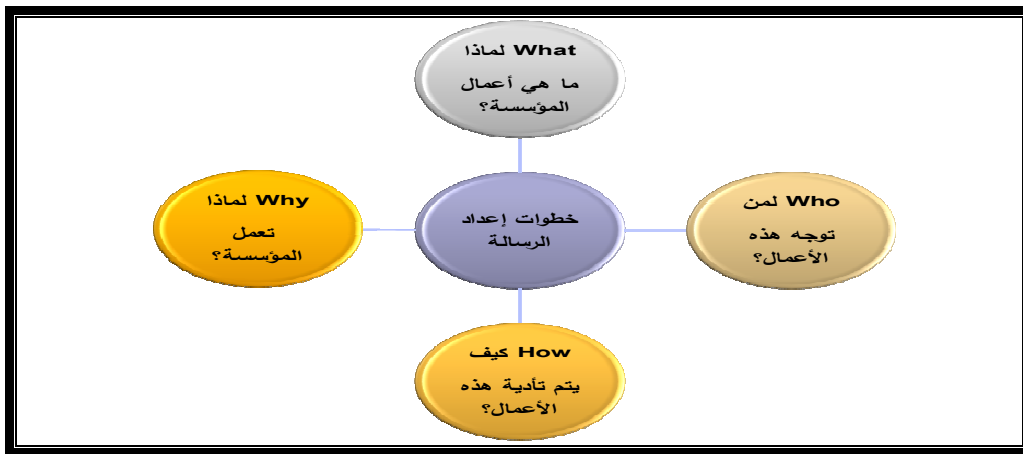 لماذا What
ما هي أعمال
المؤسسة؟
لماذا Why
تعمل
المؤسسة؟
خطوات إعداد
الرسالة
لمن Who
توجه هذه
الأعمال؟
كيف How
يتم تأدية هذه
الأعمال؟